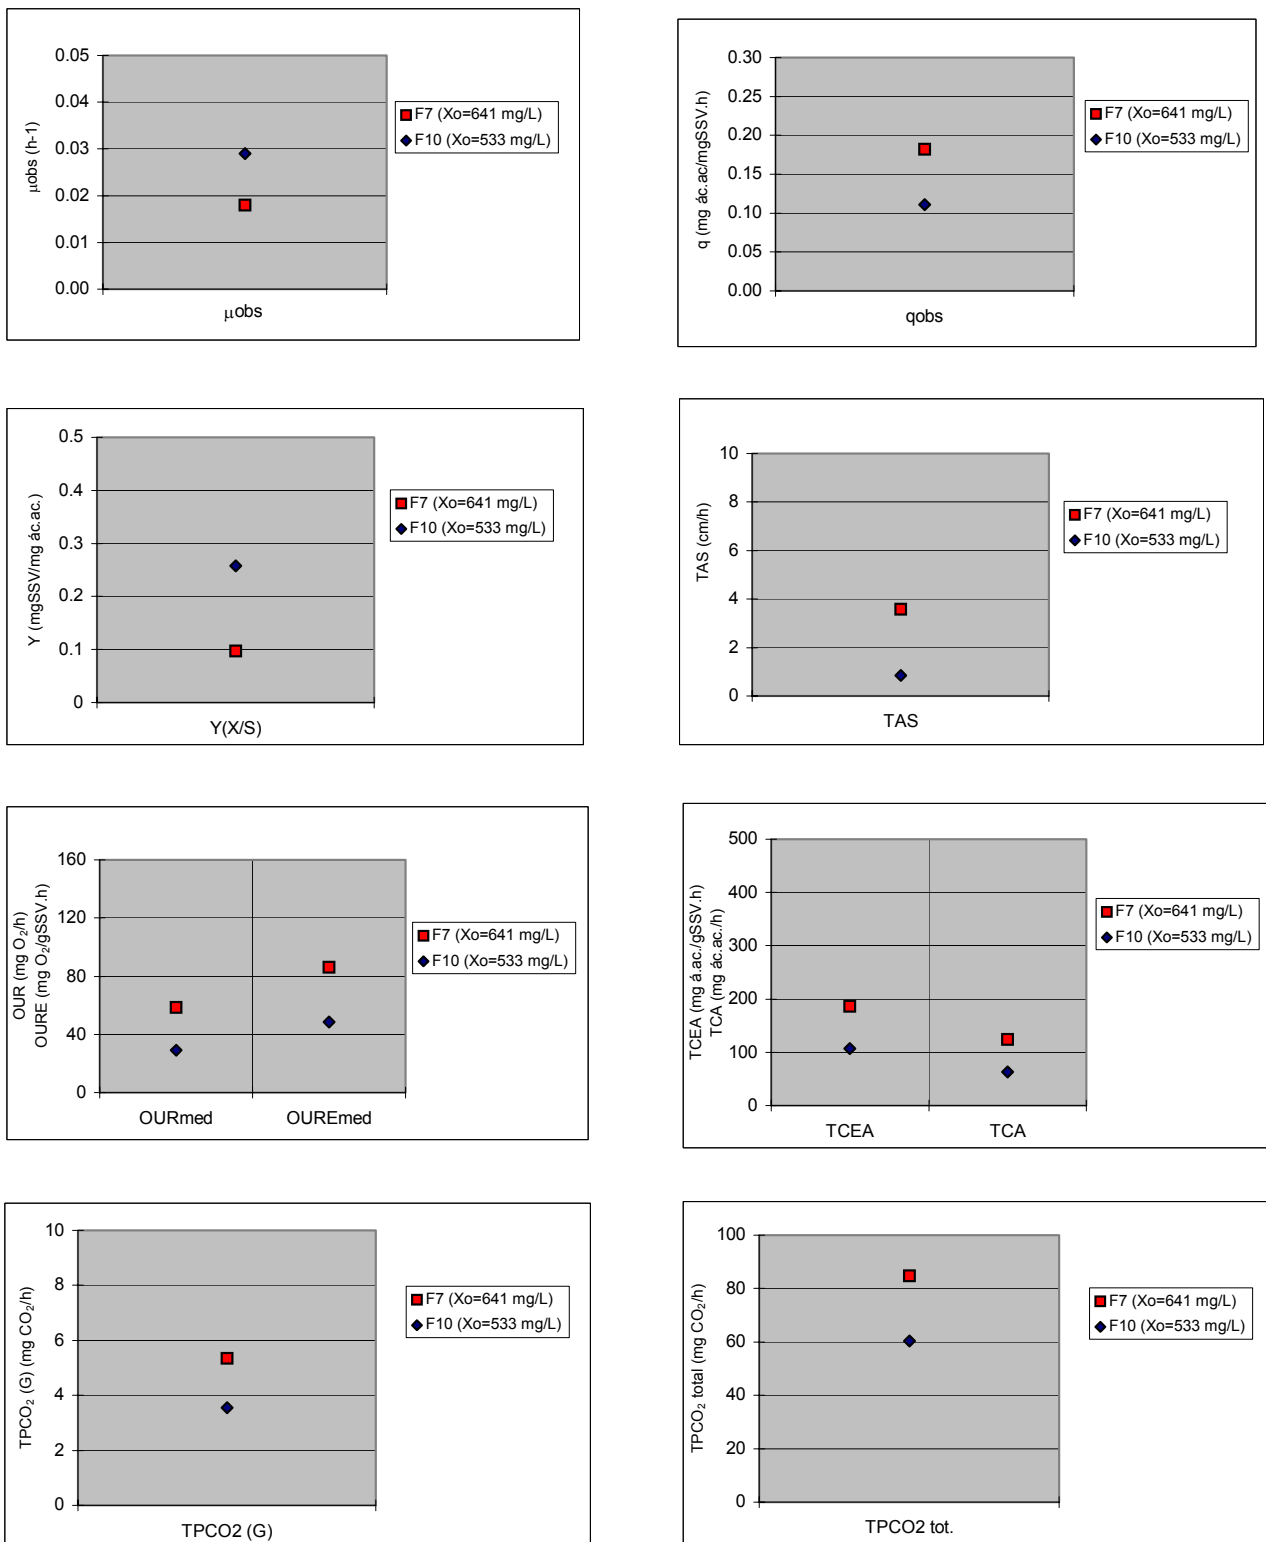 0.05
0.04
0.03
0.02
0.01
0.00
μobs (h-1)
μobs
F7 (Xo=641 mg/L)
F10 (Xo=533 mg/L)
0.30
0.25
0.20
0.15
0.10
0.05
0.00
q (mg ác.ac/mgSSV.h)
qobs
F7 (Xo=641 mg/L)
F10 (Xo=533 mg/L)
0.5
0.4
0.3
0.2
0.1
0
Y (mgSSV/mg ác.ac.)
Y(X/S)
F7 (Xo=641 mg/L)
F10 (Xo=533 mg/L)
10
8
6
4
2
0
TAS (cm/h)
TAS
F7 (Xo=641 mg/L)
F10 (Xo=533 mg/L)
160
120
80
40
0
OUR (mg O₂/h)
OURE (mg O₂/gSSV.h)
OURmed OUREmed
F7 (Xo=641 mg/L)
F10 (Xo=533 mg/L)
500
400
300
200
100
0
TCEA (mg á.ac./gSSV.h)
TCA (mg ác.ac./h)
TCEA TCA
F7 (Xo=641 mg/L)
F10 (Xo=533 mg/L)
10
8
6
4
2
0
TPCO₂ (G) (mg CO₂/h)
TPCO2 (G)
F7 (Xo=641 mg/L)
F10 (Xo=533 mg/L)
100
80
60
40
20
0
TPCO₂ total (mg CO₂/h)
TPCO2 tot.
F7 (Xo=641 mg/L)
F10 (Xo=533 mg/L)